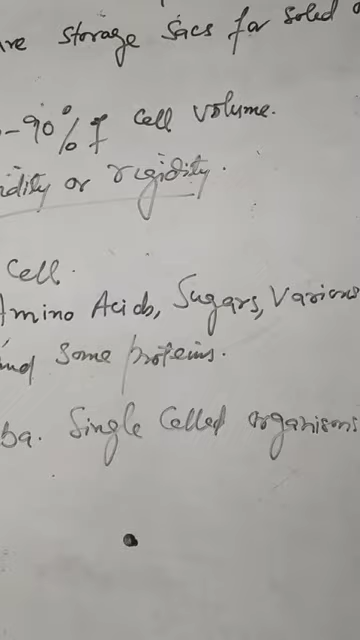 are storage sacs for solid
-90% of cell volume.
idity or rigidity.
Cell.
Amino Acids, Sugars, Various
and some proteins.
ba. Single Celled organisms